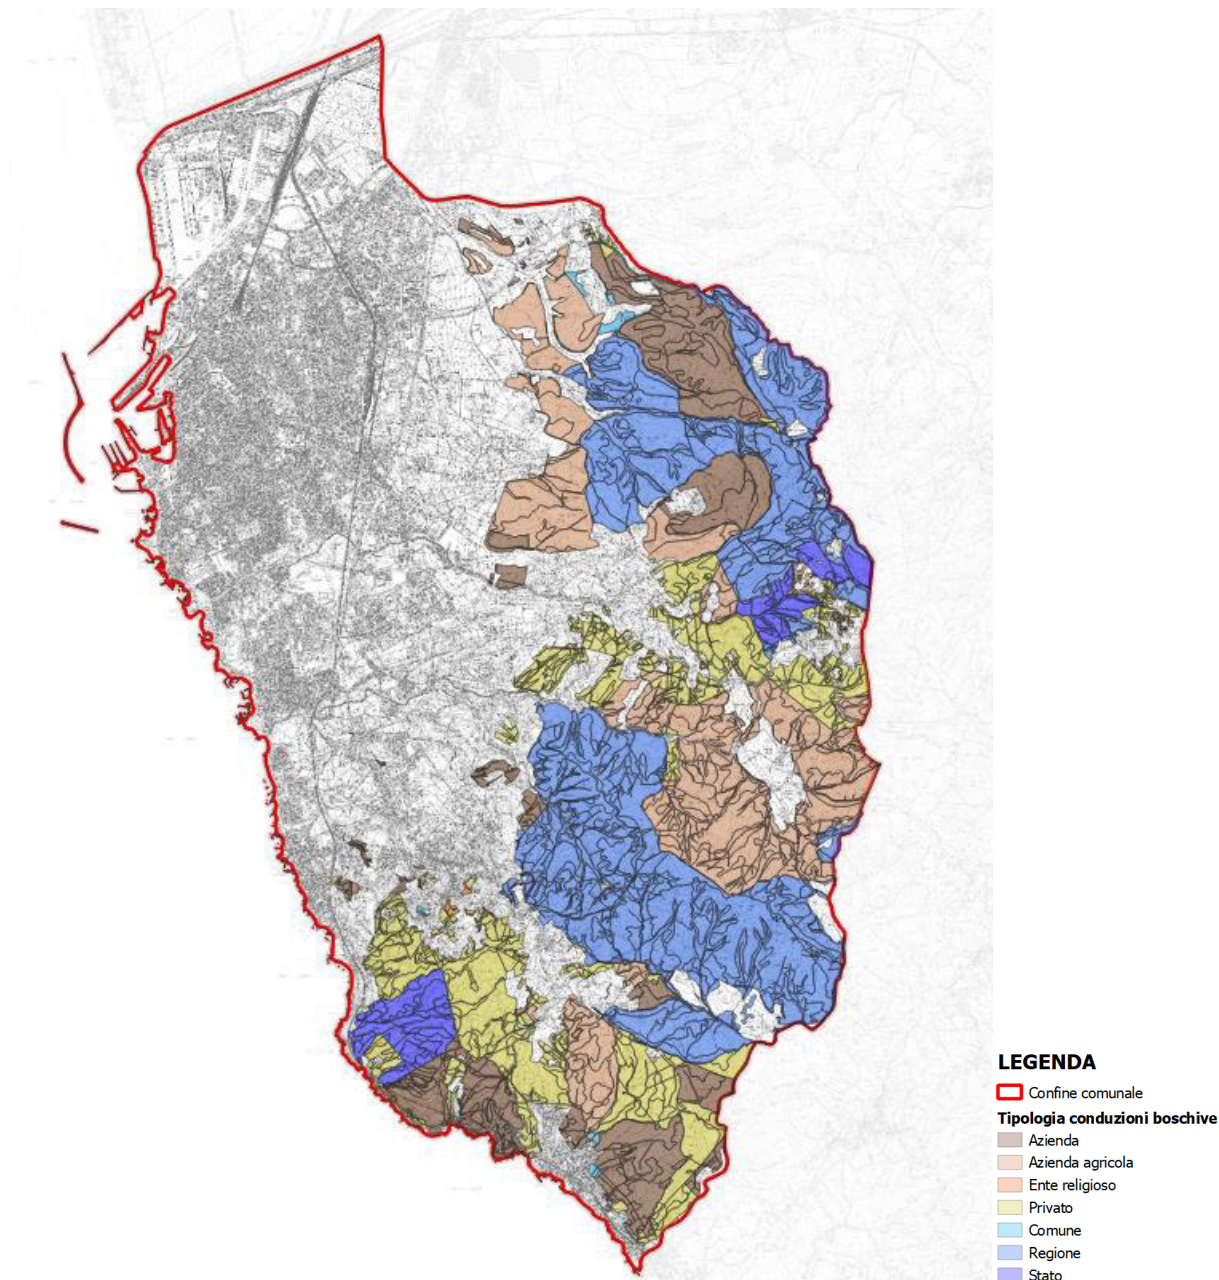 LEGENDA
Confine comunale
Tipologia conduzioni boschive
Azienda
Azienda agricola
Ente religioso
Privato
Comune
Regione
Stato